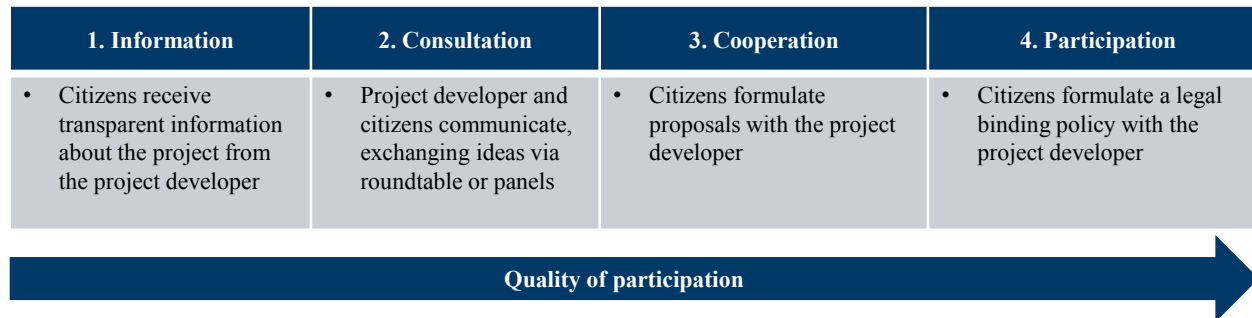 1. Information
2. Consultation
3. Cooperation
4. Participation
• Citizens receive
transparent information
about the project from
the project developer
• Project developer and
citizens communicate,
exchanging ideas via
roundtable or panels
• Citizens formulate
proposals with the project
developer
• Citizens formulate a legal
binding policy with the
project developer
Quality of participation